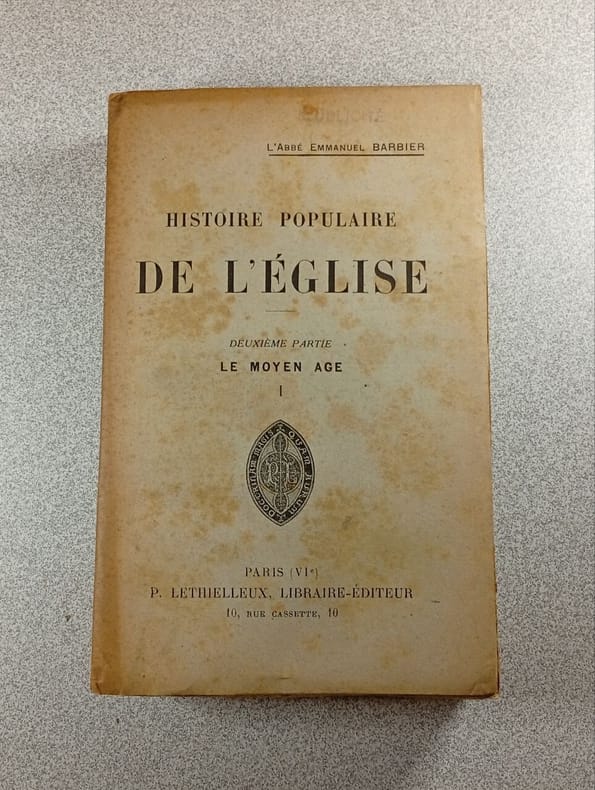 L'ABBÉ EMMANUEL BARBIER
HISTOIRE POPULAIRE
DE L'ÉGLISE
DEUXIÈME PARTIE
LE MOYEN AGE
I
PARIS (VIe)
P. LETHIELLEUX, LIBRAIRE-ÉDITEUR
10, RUE CASSETTE, 10